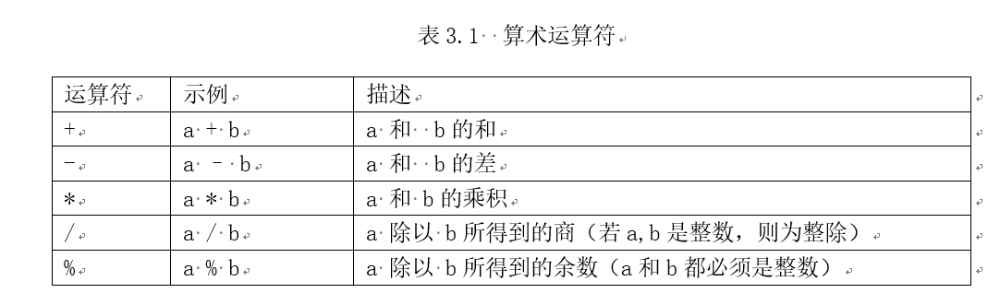 表 3.1 算术运算符
运算符 示例 描述
+ a + b a 和 b 的和
- a - b a 和 b 的差
* a * b a 和 b 的乘积
/ a / b a 除以 b 所得到的商（若 a,b 是整数，则为整除）
% a % b a 除以 b 所得到的余数（a 和 b 都必须是整数）